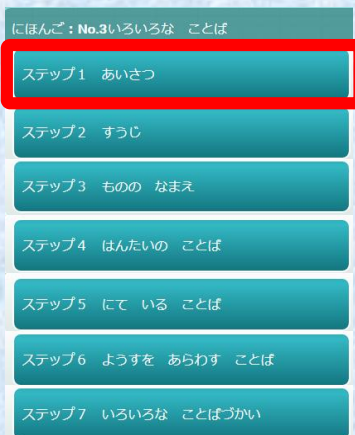 にほんご：No.3いろいろな　ことば
ステップ１　あいさつ
ステップ２　すうじ
ステップ３　ものの　なまえ
ステップ４　はんたいの　ことば
ステップ５　にて　いる　ことば
ステップ６　ようすを　あらわす　ことば
ステップ７　いろいろな　ことばづかい